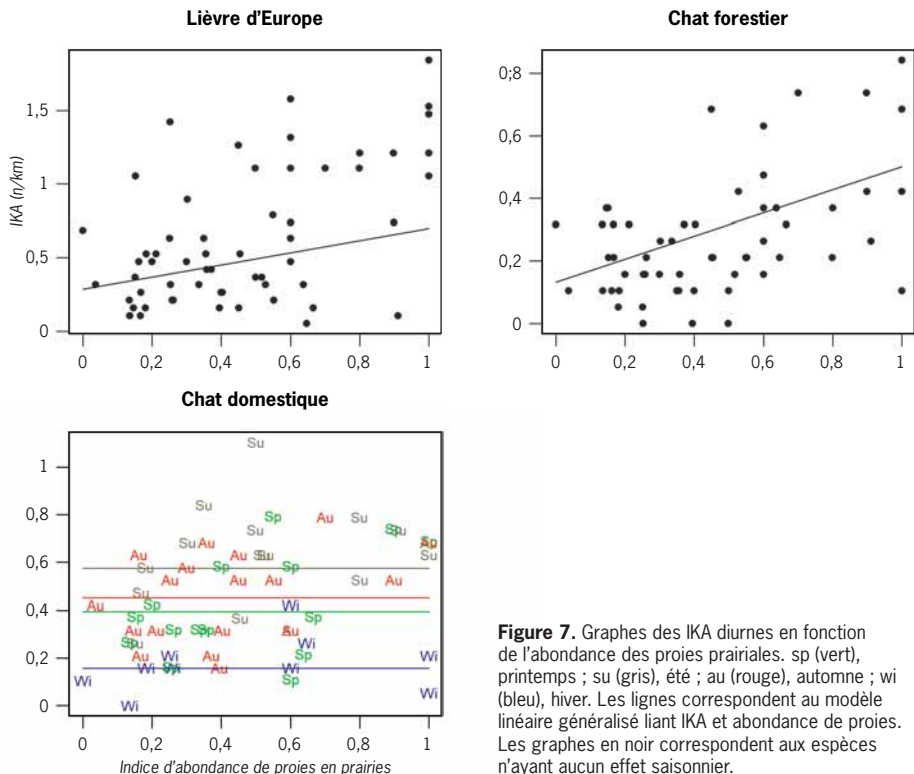 Lièvre d'Europe
Chat forestier
IKA (n/km)
1,5
1
0,5
0
0
0,2
0,4
0,6
0,8
1
0;8
0,6
0,4
0,2
0
0
0,2
0,4
0,6
0,8
1
Chat domestique
1
0,8
0,6
0,4
0,2
0
0
0,2
0,4
0,6
0,8
1
Indice d'abondance de proies en prairies
Figure 7. Graphes des IKA diurnes en fonction
de l'abondance des proies prairiales. sp (vert),
printemps ; su (gris), été ; au (rouge), automne ; wi
(bleu), hiver. Les lignes correspondent au modèle
linéaire généralisé liant IKA et abondance de proies.
Les graphes en noir correspondent aux espèces
n'ayant aucun effet saisonnier.